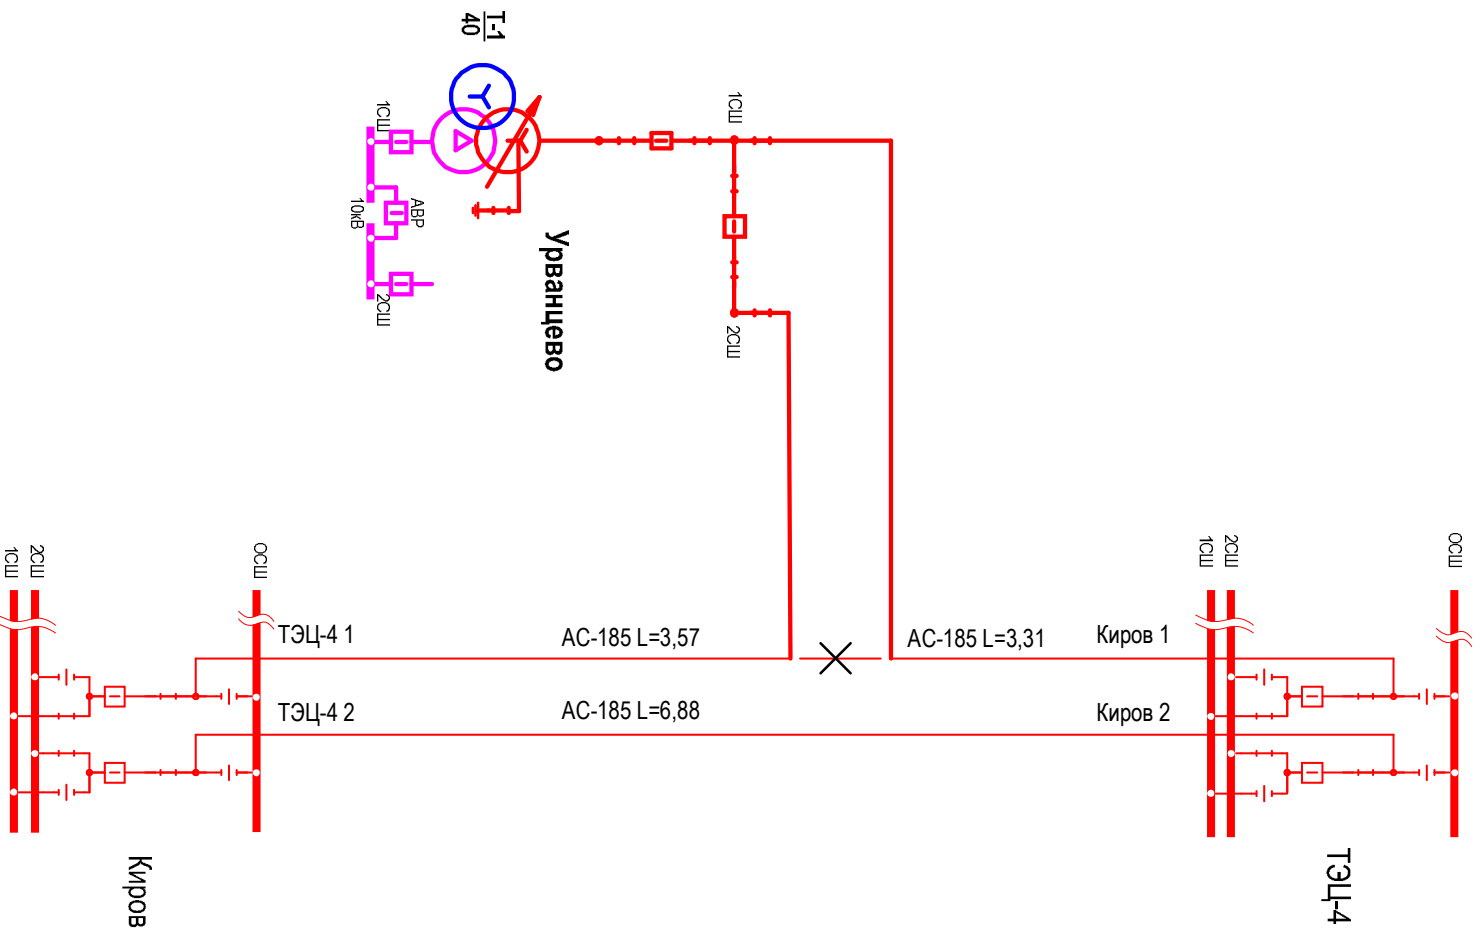 Т-1
40
1СШ
1СШ
АВР
10кВ
2СШ
Урванцево
2СШ
1СШ
2СШ
ОСШ
1СШ
2СШ
ОСШ
ТЭЦ-4 1
АС-185 L=3,57
АС-185 L=3,31
Киров 1
ТЭЦ-4 2
АС-185 L=6,88
Киров 2
Киров
ТЭЦ-4